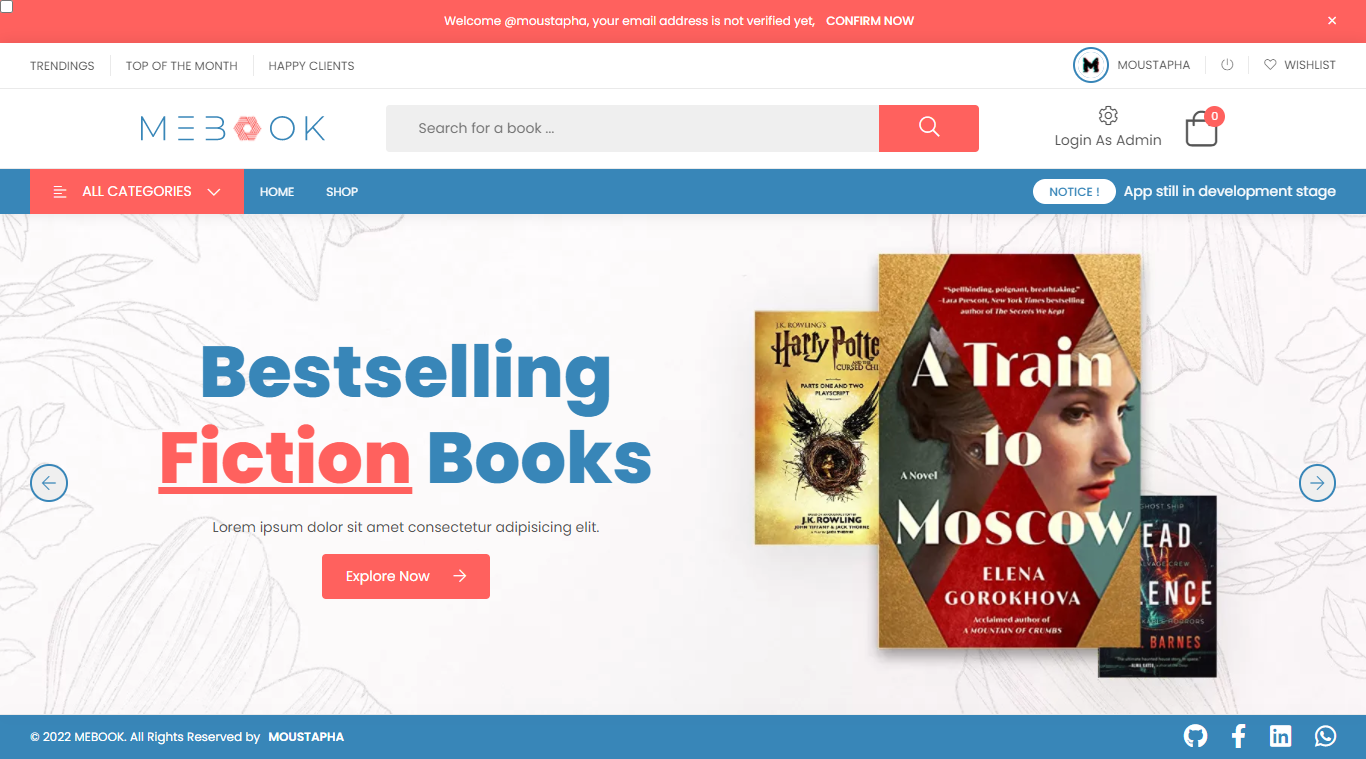 Welcome @moustapha, your email address is not verified yet, CONFIRM NOW ×
TRENDINGS TOP OF THE MONTH HAPPY CLIENTS
M MOUSTAPHA WISHLIST
MEBOOK
Search for a book ...
Login As Admin
0
ALL CATEGORIES HOME SHOP
NOTICE ! App still in development stage
Bestselling
Fiction Books
Lorem ipsum dolor sit amet consectetur adipisicing elit.
Explore Now
J.K. ROWLING'S
Harry Potte
AND THE
CURSED CHI
PARTS ONE AND TWO
PLAYSCRIPT
J.K.ROWLING
JOHN TIFFANY & JACK THORNE
"Spellbinding, poignant, breathtaking."
—Lara Prescott, New York Times bestselling
author of The Secrets We Kept
A Train
to
A Novel
Moscow
ELENA
GOROKHOVA
Acclaimed author of
A MOUNTAIN OF CRUMBS
GHOST SHIP
EAD
ENCE
BARNES
© 2022 MEBOOK. All Rights Reserved by MOUSTAPHA